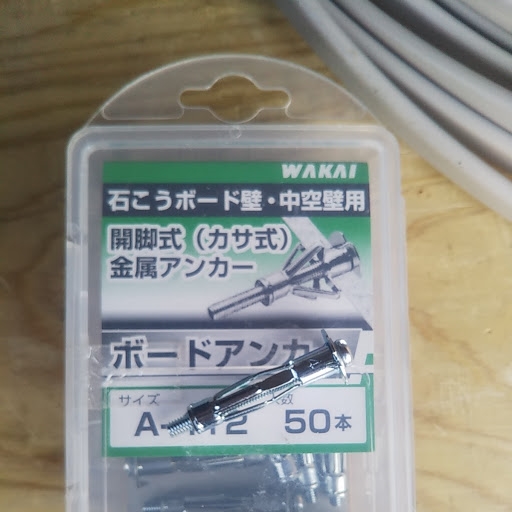 WAKAI
石こうボード壁・中空壁用
開脚式（カサ式）
金属アンカー
ボードアンカ
サイズ
数
50本